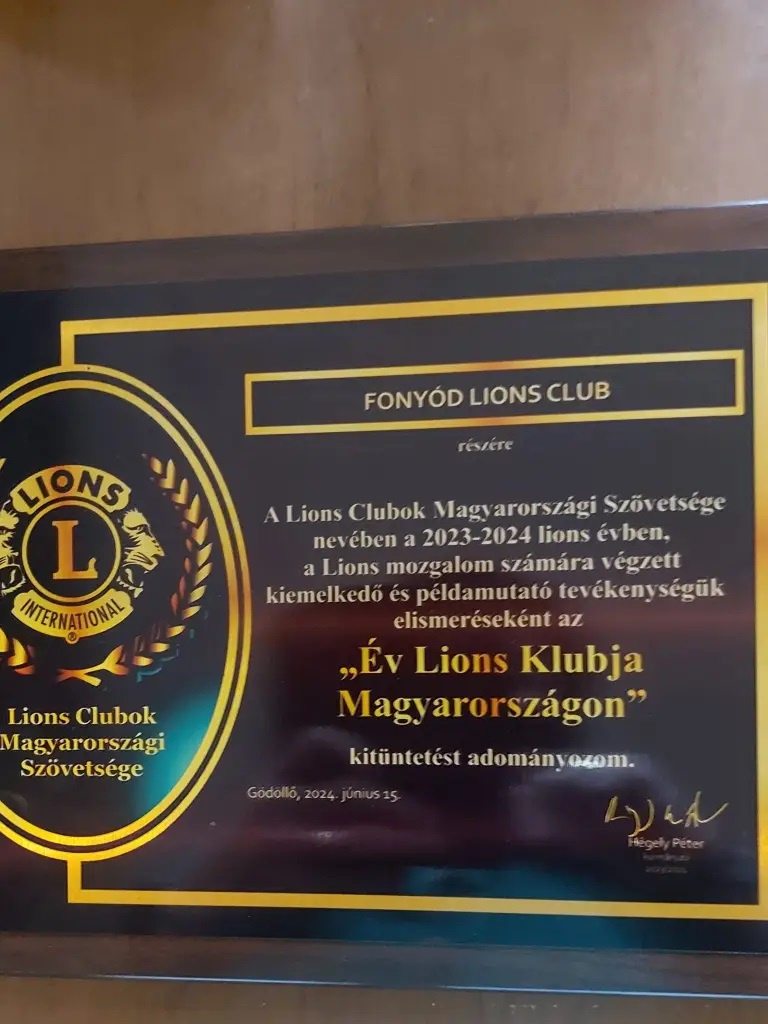 FONYÓD LIONS CLUB
részére
A Lions Clubok Magyarországi Szövetsége
nevében a 2023-2024 lions évben,
a Lions mozgalom számára végzett
kiemelkedő és példamutató tevékenységük
elismeréseként az
„Év Lions Klubja
Magyarországon”
kitüntetést adományozom.
Gödöllő, 2024. június 15.
Hégely Péter
LIONS
L
INTERNATIONAL
®
Lions Clubok
Magyarországi
Szövetsége